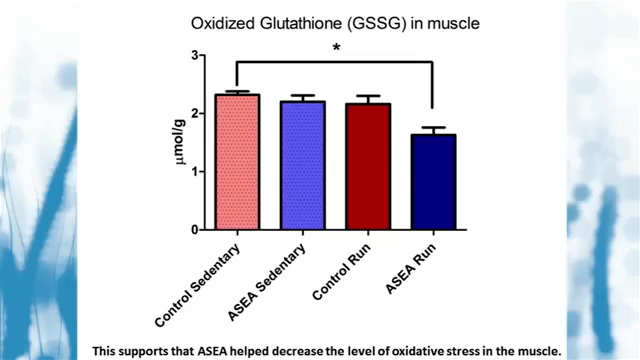 Oxidized Glutathione (GSSG) in muscle
*
3
2
1
0
μmol/g
Control Sedentary
ASEA Sedentary
Control Run
ASEA Run
This supports that ASEA helped decrease the level of oxidative stress in the muscle.